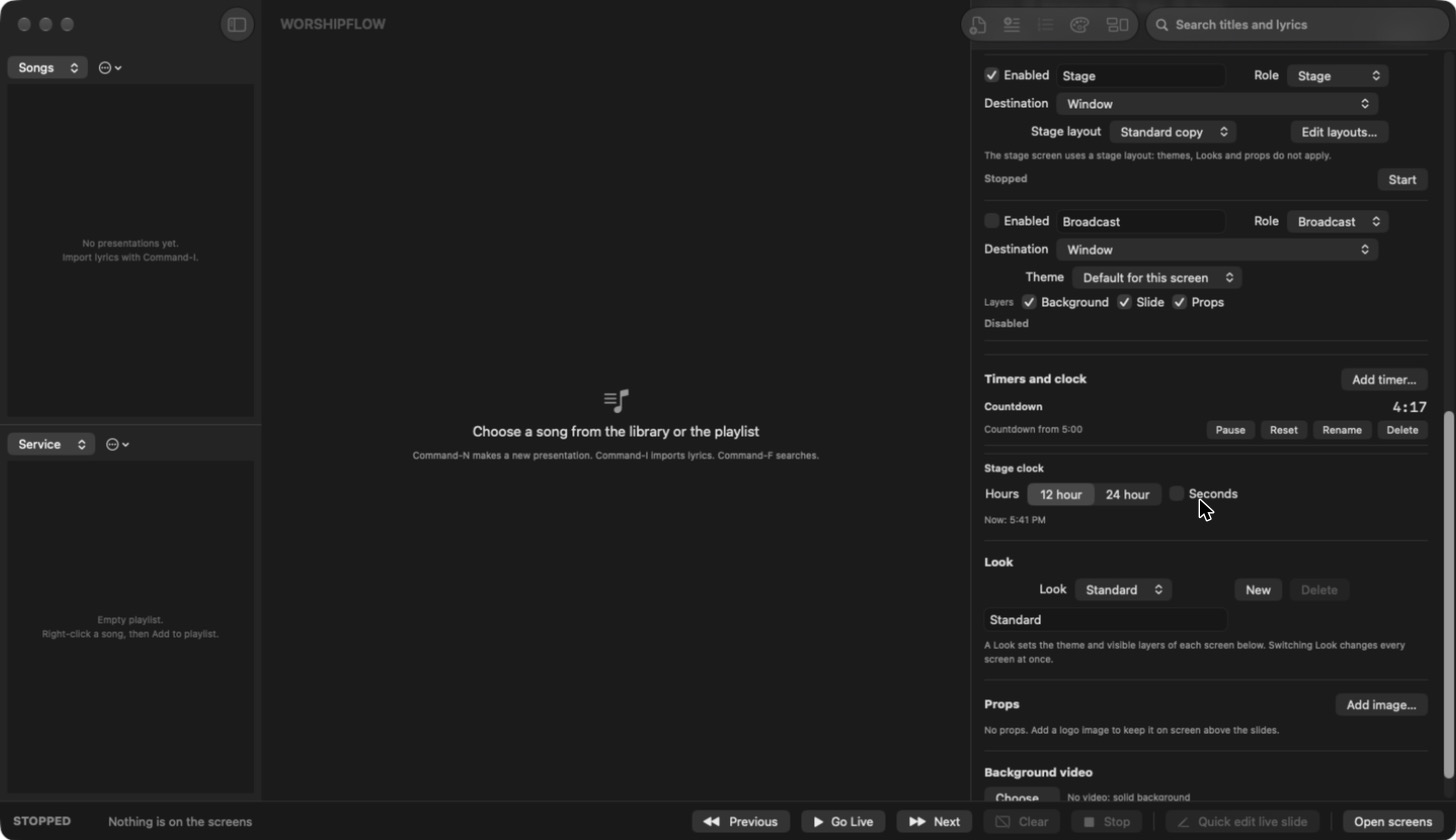 WORSHIPFLOW
Search titles and lyrics
Songs
No presentations yet.
Import lyrics with Command-I.
Service
Empty playlist.
Right-click a song, then Add to playlist.
Choose a song from the library or the playlist
Command-N makes a new presentation. Command-I imports lyrics. Command-F searches.
Enabled Stage Role Stage
Destination Window
Stage layout Standard copy Edit layouts...
The stage screen uses a stage layout: themes, Looks and props do not apply.
Stopped Start
Enabled Broadcast Role Broadcast
Destination Window
Theme Default for this screen
Layers Background Slide Props
Disabled
Timers and clock Add timer...
Countdown 4:17
Countdown from 5:00 Pause Reset Rename Delete
Stage clock
Hours 12 hour 24 hour Seconds
Now: 5:41 PM
Look
Look Standard New Delete
Standard
A Look sets the theme and visible layers of each screen below. Switching Look changes every
screen at once.
Props Add image...
No props. Add a logo image to keep it on screen above the slides.
Background video
Choose No video: solid background
STOPPED Nothing is on the screens Previous Go Live Next Clear Stop Quick edit live slide Open screens